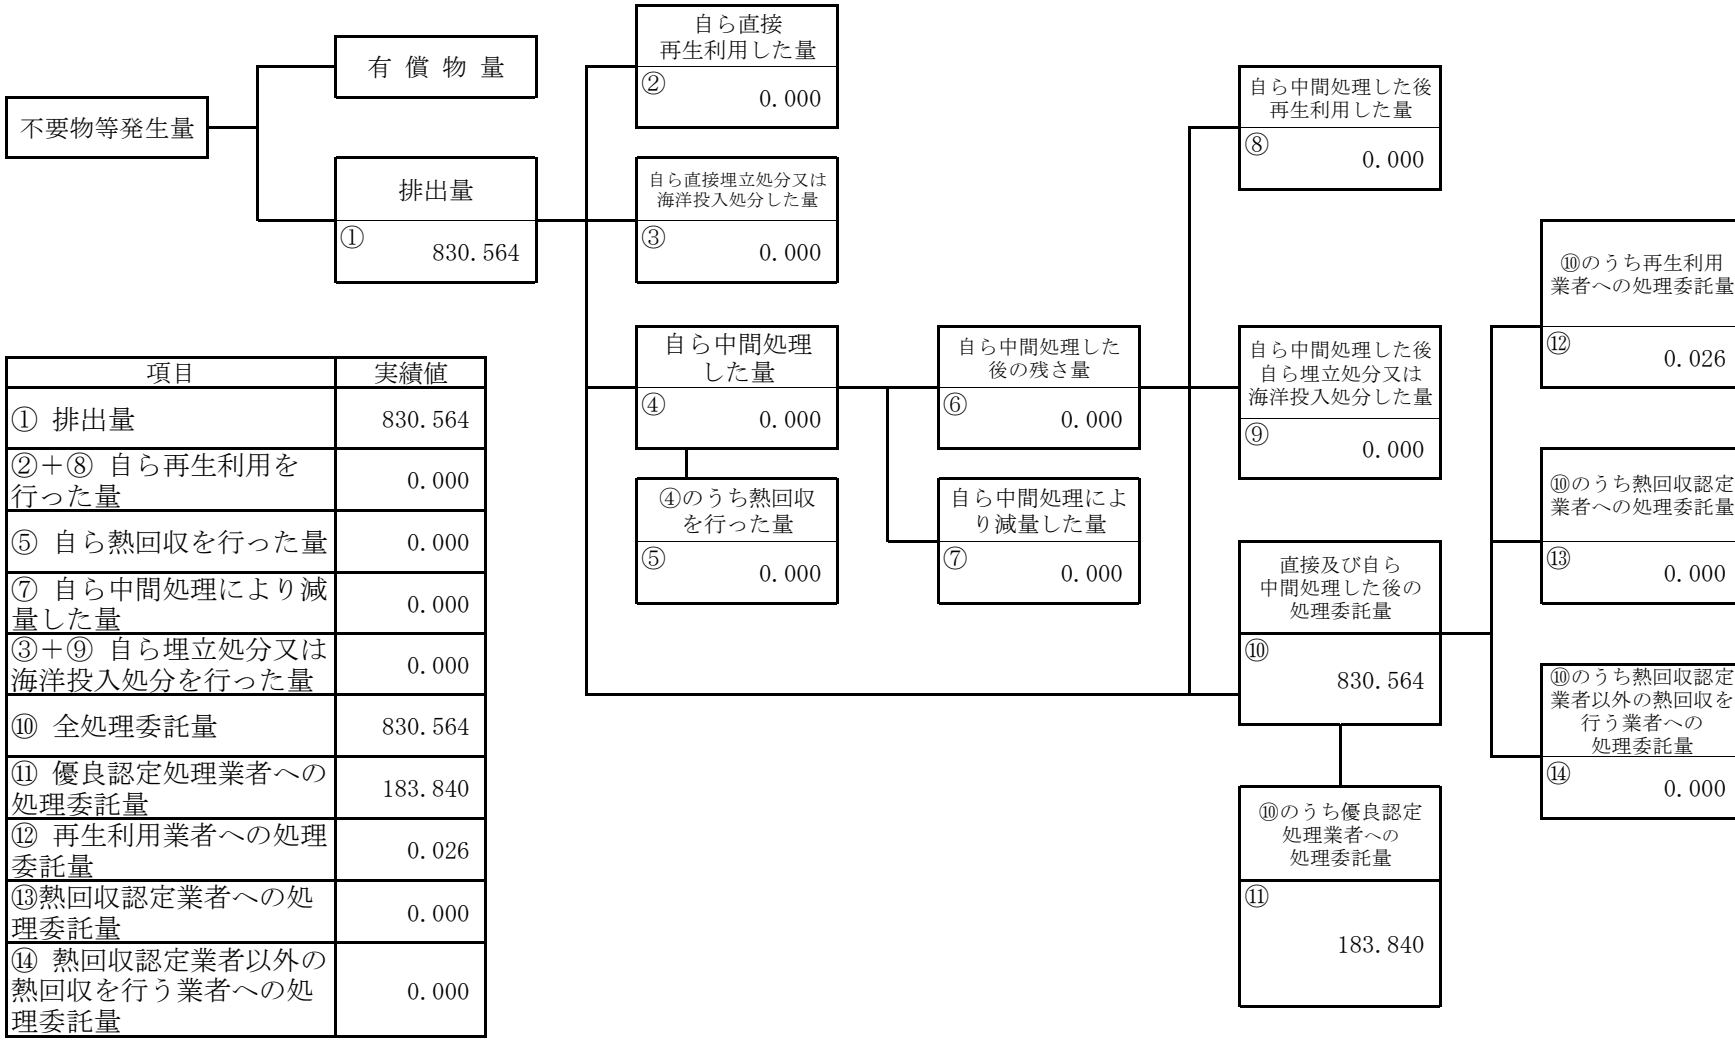 不要物等発生量
有 償 物 量
排出量
①
830.564
自ら直接
再生利用した量
②
0.000
自ら直接埋立処分又は
海洋投入処分した量
③
0.000
自ら中間処理
した量
④
0.000
④のうち熱回収
を行った量
⑤
0.000
自ら中間処理した
後の残さ量
⑥
0.000
自ら中間処理によ
り減量した量
⑦
0.000
自ら中間処理した後
再生利用した量
⑧
0.000
自ら中間処理した後
自ら埋立処分又は
海洋投入処分した量
⑨
0.000
直接及び自ら
中間処理した後の
処理委託量
⑩
830.564
⑩のうち優良認定
処理業者への
処理委託量
⑪
183.840
⑩のうち再生利用
業者への処理委託量
⑫
0.026
⑩のうち熱回収認定
業者への処理委託量
⑬
0.000
⑩のうち熱回収認定
業者以外の熱回収を
行う業者への
処理委託量
⑭
0.000
項目 実績値
① 排出量 830.564
②+⑧ 自ら再生利用を
行った量 0.000
⑤ 自ら熱回収を行った量 0.000
⑦ 自ら中間処理により減
量した量 0.000
③+⑨ 自ら埋立処分又は
海洋投入処分を行った量 0.000
⑩ 全処理委託量 830.564
⑪ 優良認定処理業者への
処理委託量 183.840
⑫ 再生利用業者への処理
委託量 0.026
⑬熱回収認定業者への処
理委託量 0.000
⑭ 熱回収認定業者以外の
熱回収を行う業者への処
理委託量 0.000